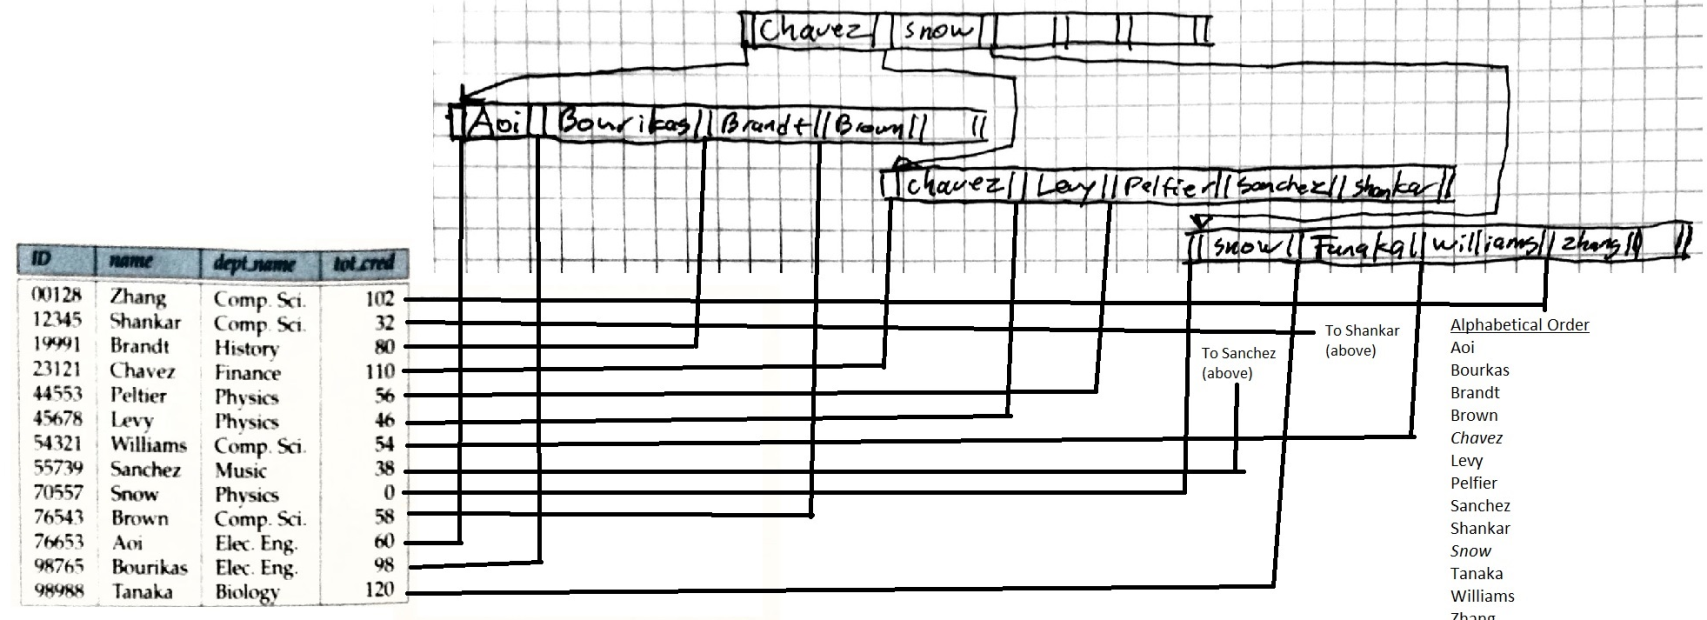 Chavez snow
Aoi Bourikas Brandt Brown
chavez Levy Pelfier Sanchez Shankar
snow Tanaka williams zhang
ID name dept_name tot_cred
00128 Zhang Comp. Sci. 102
12345 Shankar Comp. Sci. 32
19991 Brandt History 80
23121 Chavez Finance 110
44553 Peltier Physics 56
45678 Levy Physics 46
54321 Williams Comp. Sci. 54
55739 Sanchez Music 38
70557 Snow Physics 0
76543 Brown Comp. Sci. 58
76653 Aoi Elec. Eng. 60
98765 Bourikas Elec. Eng. 98
98988 Tanaka Biology 120
To Shankar
(above)
To Sanchez
(above)
Alphabetical Order
Aoi
Bourkas
Brandt
Brown
Chavez
Levy
Pelfier
Sanchez
Shankar
Snow
Tanaka
Williams
Zhang